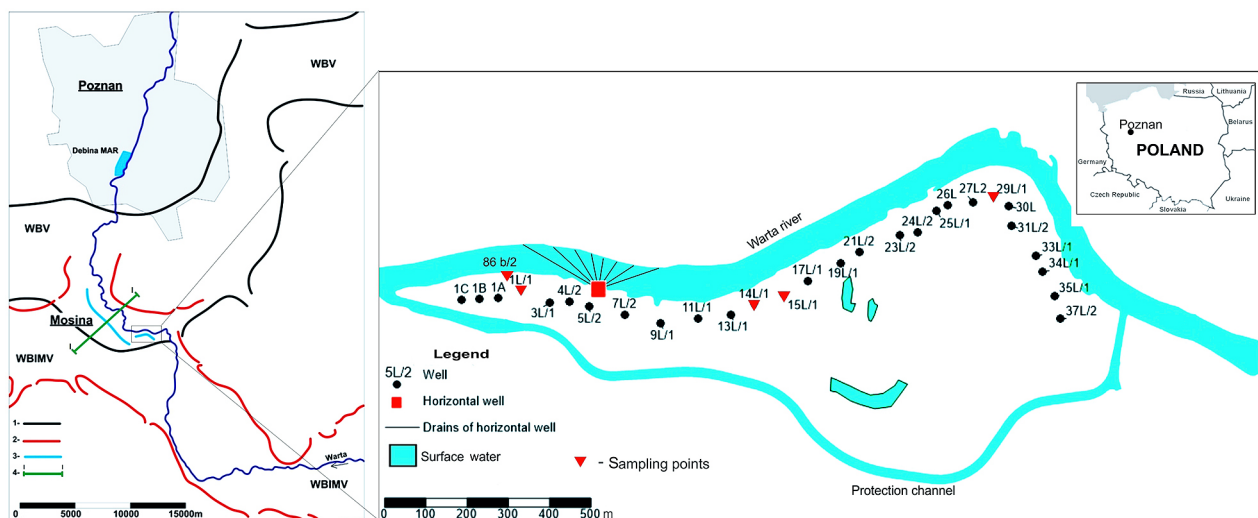 WBV
Poznan
Debina MAR
WBV
Mosina
WBIMV
1-
2-
3-
4-
I
I
I
I
Warta
WBIMV
0 5000 10000 15000m
Russia
Lithuania
Belarus
Poznan
POLAND
Germany
Czech Republic
Slovakia
Ukraine
Warta river
86 b/2
1L/1
1C 1B 1A
3L/1
4L/2
5L/2
7L/2
9L/1
11L/1
13L/1
14L/1
15L/1
17L/1
19L/1
21L/2
23L/2
24L/2
25L/1
26L
27L2
29L/1
30L
31L/2
33L/1
34L/1
35L/1
37L/2
Legend
5L/2
Well
Horizontal well
Drains of horizontal well
Surface water
- Sampling points
Protection channel
0 100 200 300 400 500 m